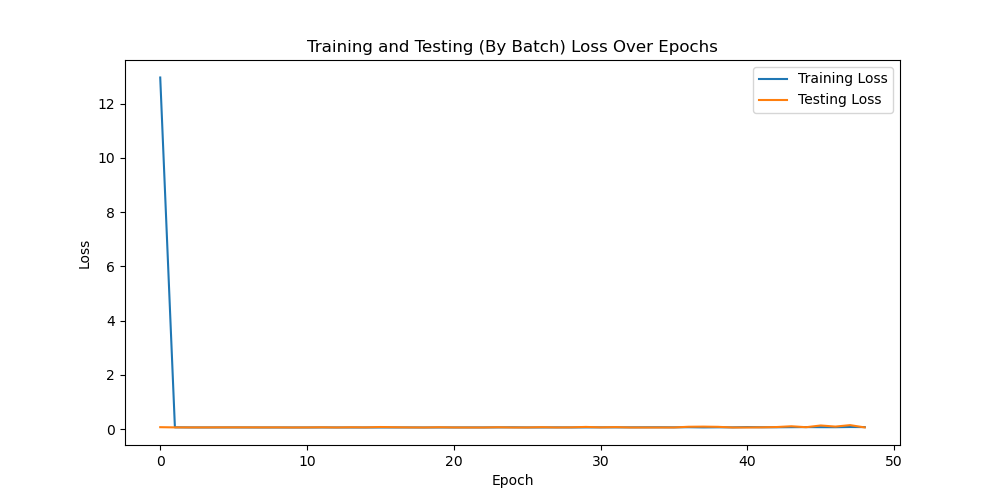 Training and Testing (By Batch) Loss Over Epochs
Training Loss
Testing Loss
12
10
8
6
4
2
0
Loss
0 10 20 30 40 50
Epoch